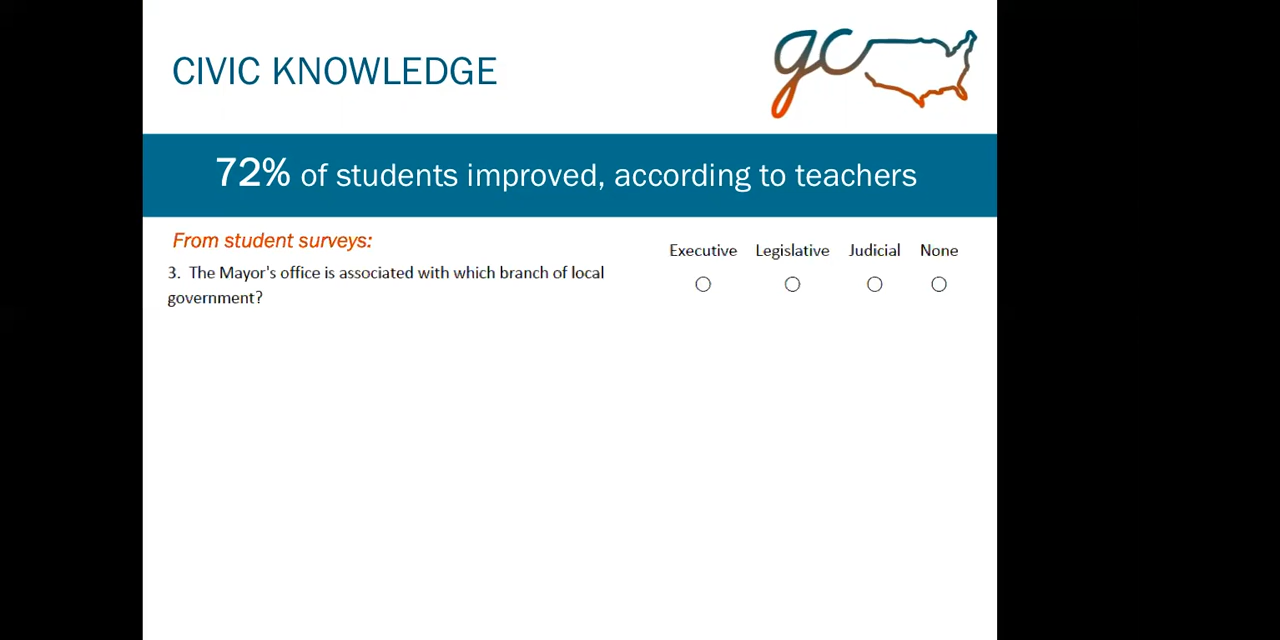 CIVIC KNOWLEDGE
gc
72% of students improved, according to teachers
From student surveys:
Executive Legislative Judicial None
3. The Mayor's office is associated with which branch of local
government?